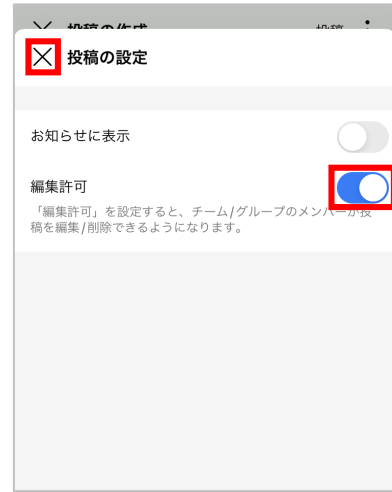 投稿の作成 投稿
投稿の設定
お知らせに表示
編集許可
「編集許可」を設定すると、チーム/グループのメンバーが投
稿を編集/削除できるようになります。